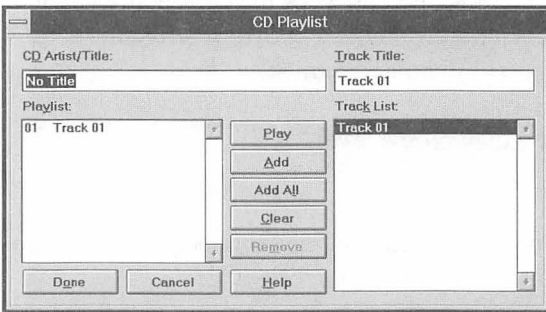 CD Playlist
CD Artist/Title:
Track Title:
No Title
Track 01
Playlist:
Track List:
01 Track 01
Track 01
Play
Add
Add All
Clear
Remove
Done
Cancel
Help